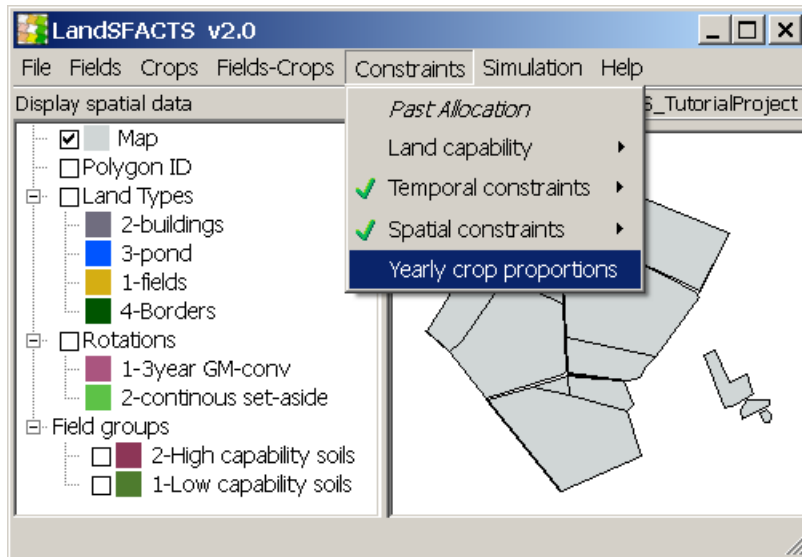 LandSFACTS v2.0
File Fields Crops Fields-Crops Constraints Simulation Help
Display spatial data
S_TutorialProject
Past Allocation
Land capability
Temporal constraints
Spatial constraints
Yearly crop proportions
Map
Polygon ID
Land Types
2-buildings
3-pond
1-fields
4-Borders
Rotations
1-3year GM-conv
2-continous set-aside
Field groups
2-High capability soils
1-Low capability soils